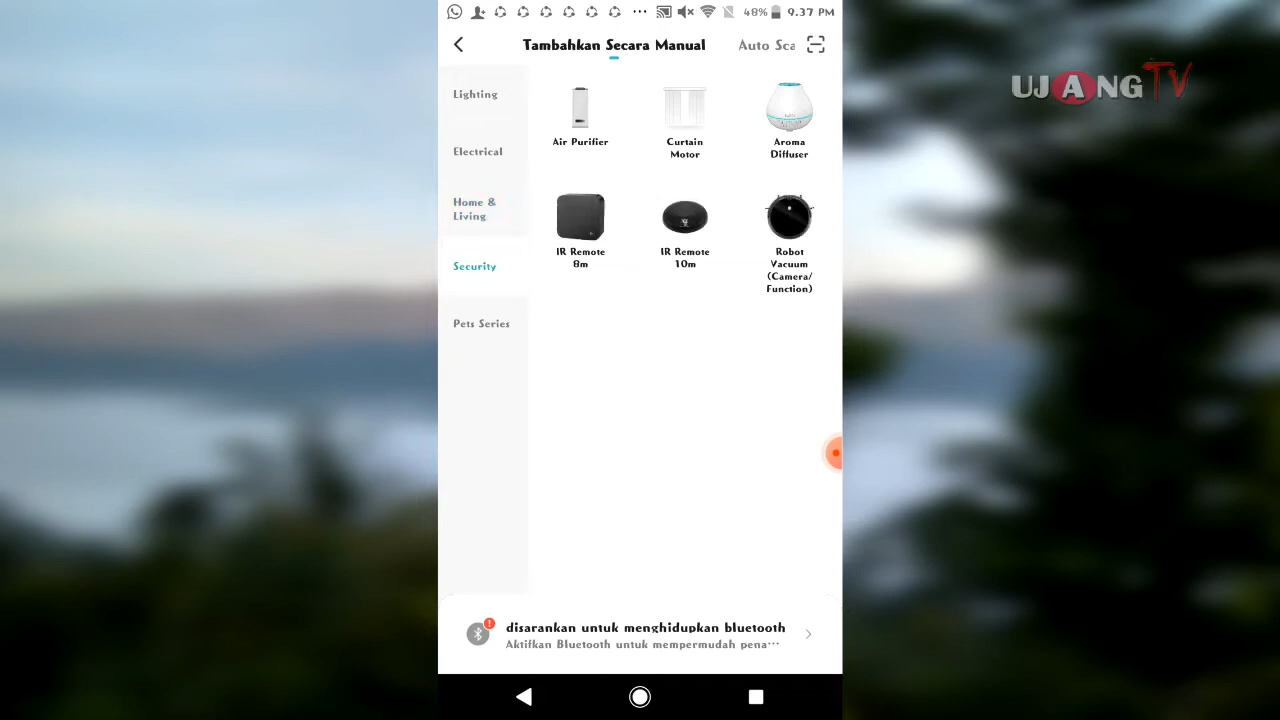 48% 9.37 PM
Tambahkan Secara Manual Auto Sca
UJANG TV
Lighting
Electrical
Home &
Living
Security
Pets Series
Air Purifier
Curtain
Motor
Aroma
Diffuser
IR Remote
8m
IR Remote
10m
Robot
Vacuum
(Camera/
Function)
disarankan untuk menghidupkan bluetooth
Aktifkan Bluetooth untuk mempermudah pena···